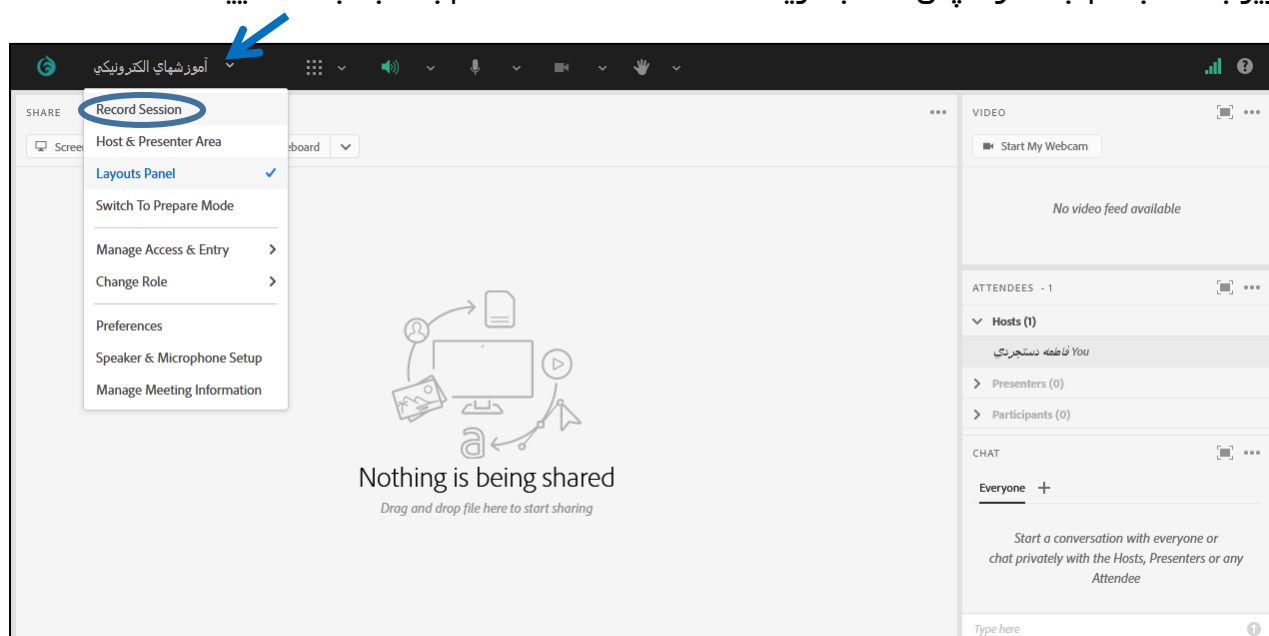 آموزشهاي الکترونيکي
SHARE
Record Session
Host & Presenter Area
Layouts Panel
Switch To Prepare Mode
Manage Access & Entry
Change Role
Preferences
Speaker & Microphone Setup
Manage Meeting Information
Nothing is being shared
Drag and drop file here to start sharing
VIDEO
Start My Webcam
No video feed available
ATTENDEES - 1
Hosts (1)
فاطمه دستجردي You
Presenters (0)
Participants (0)
CHAT
Everyone
Start a conversation with everyone or
chat privately with the Hosts, Presenters or any
Attendee
Type here